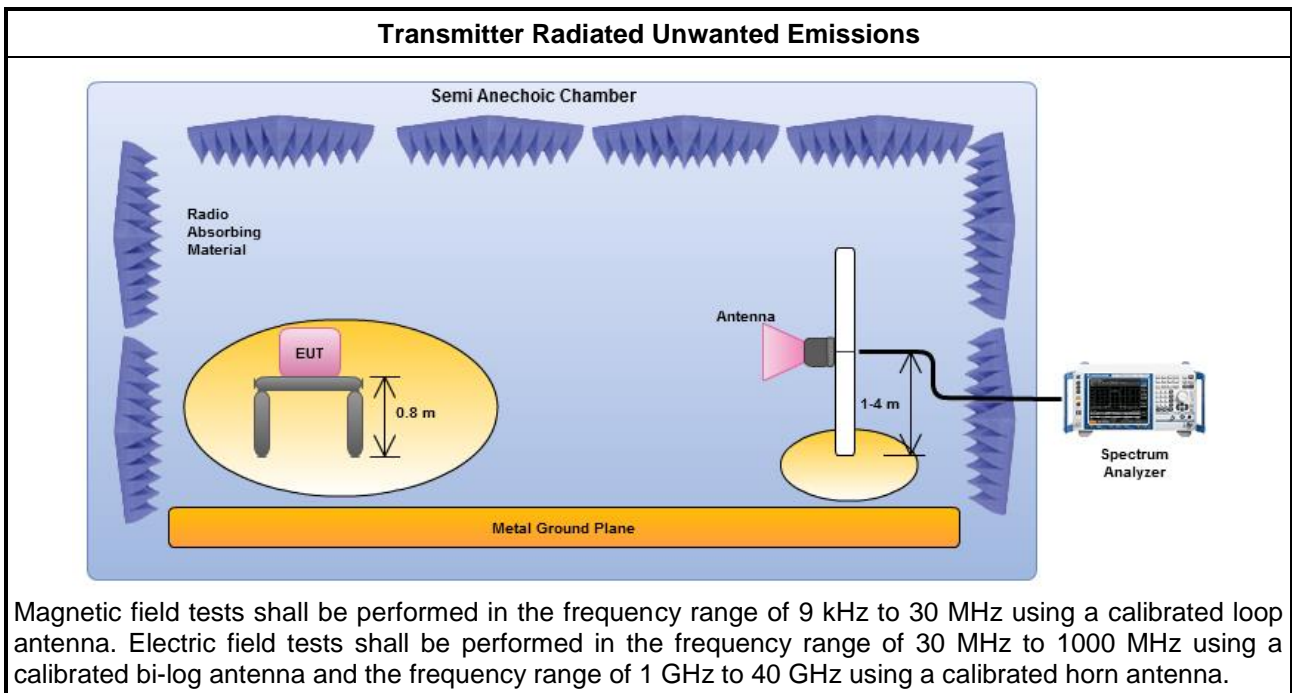 Transmitter Radiated Unwanted Emissions
Semi Anechoic Chamber
Radio
Absorbing
Material
Antenna
EUT
0.8 m
1-4 m
Spectrum
Analyzer
Metal Ground Plane
Magnetic field tests shall be performed in the frequency range of 9 kHz to 30 MHz using a calibrated loop
antenna. Electric field tests shall be performed in the frequency range of 30 MHz to 1000 MHz using a
calibrated bi-log antenna and the frequency range of 1 GHz to 40 GHz using a calibrated horn antenna.